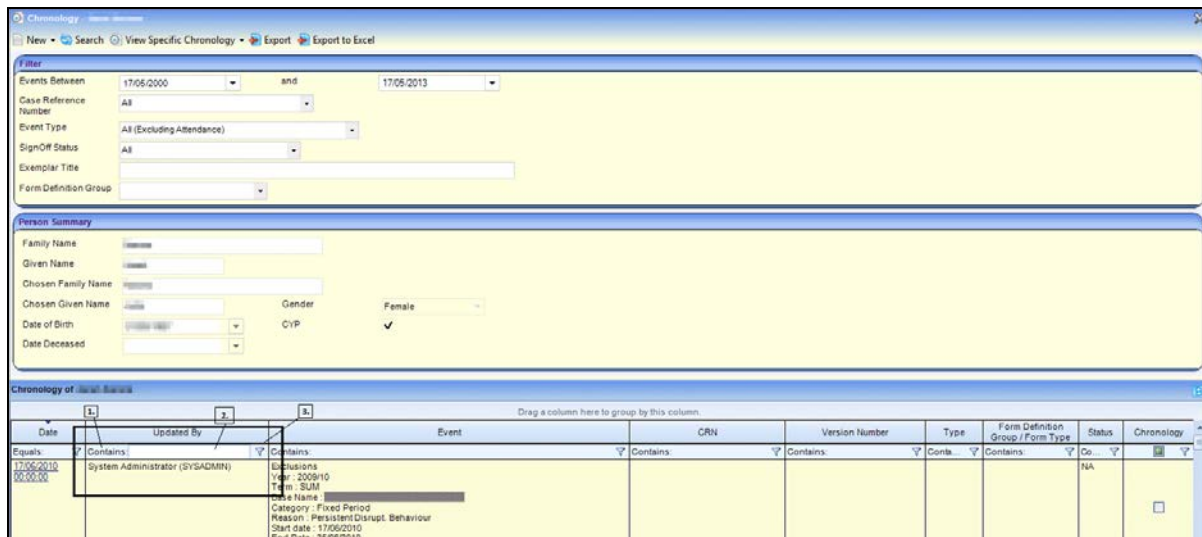 Chronology -
New Search View Specific Chronology Export Export to Excel
Filter
Events Between 17/05/2000 and 17/05/2013
Case Reference Number All
Event Type All (Excluding Attendance)
SignOff Status All
Exemplar Title
Form Definition Group
Person Summary
Family Name
Given Name
Chosen Family Name
Chosen Given Name Gender Female
Date of Birth CYP
Date Deceased
Chronology of
1. 2. 3. Drag a column here to group by this column.
Date Updated By Event CRN Version Number Type Form Definition Group / Form Type Status Chronology
Equals: Contains: Contains: Contains: Contains: Conta... Contains: Co...
17/06/2010 00:00:00 System Administrator (SYSADMIN) Exclusions NA
Year : 2009/10
Term : SUM
Base Name :
Category : Fixed Period
Reason : Persistent Disrupt. Behaviour
Start date : 17/06/2010